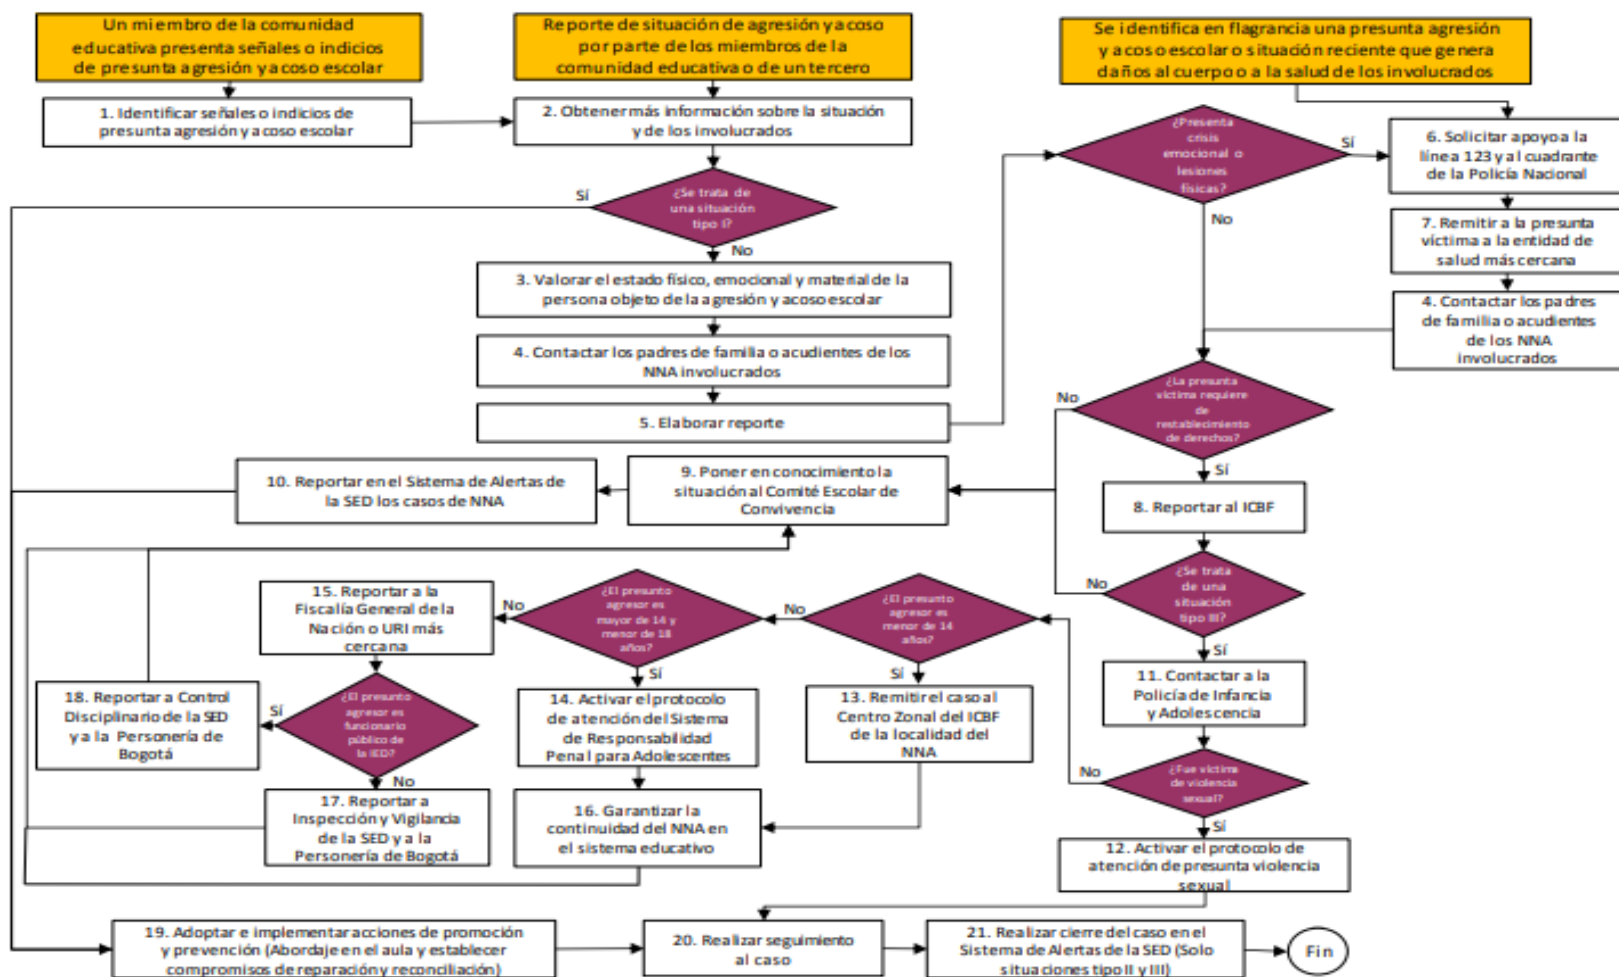 Un miembro de la comunidad
educativa presenta señales o indicios
de presunta agresión y acoso escolar
Reporte de situación de agresión y acoso
por parte de los miembros de la
comunidad educativa o de un tercero
Se identifica en flagrancia una presunta agresión
y acoso escolar o situación reciente que genera
daños al cuerpo o a la salud de los involucrados
1. Identificar señales o indicios de
presunta agresión y acoso escolar
2. Obtener más información sobre la situación
y de los involucrados
¿Presenta
crisis
emocional o
lesiones
físicas?
Sí
No
6. Solicitar apoyo a la
línea 123 y al cuadrante
de la Policía Nacional
¿Se trata de
una situación
tipo I?
Sí
No
7. Remitir a la presunta
víctima a la entidad de
salud más cercana
3. Valorar el estado físico, emocional y material de la
persona objeto de la agresión y acoso escolar
4. Contactar los padres
de familia o acudientes
de los NNA
involucrados
4. Contactar los padres de familia o acudientes de los
NNA involucrados
5. Elaborar reporte
¿La presunta
víctima requiere
de
restablecimiento
de derechos?
No
Sí
10. Reportar en el Sistema de Alertas de
la SED los casos de NNA
9. Poner en conocimiento la
situación al Comité Escolar de
Convivencia
8. Reportar al ICBF
¿Se trata
de una
situación
tipo III?
No
Sí
15. Reportar a la
Fiscalía General de la
Nación o URI más
cercana
No
¿El presunto
agresor es
mayor de 14 y
menor de 18
años?
Sí
No
¿El presunto
agresor es
menor de 14
años?
Sí
11. Contactar a la
Policía de Infancia
y Adolescencia
18. Reportar a Control
Disciplinario de la SED
y a la Personería de
Bogotá
Sí
¿El presunto
agresor es
funcionario
público de
la IED?
No
14. Activar el protocolo
de atención del Sistema
de Responsabilidad
Penal para Adolescentes
13. Remitir el caso al
Centro Zonal del ICBF
de la localidad del
NNA
No
¿Fue víctima
de violencia
sexual?
Sí
17. Reportar a
Inspección y Vigilancia
de la SED y a la
Personería de Bogotá
16. Garantizar la
continuidad del NNA en
el sistema educativo
12. Activar el protocolo de
atención de presunta violencia
sexual
19. Adoptar e implementar acciones de promoción
y prevención (Abordaje en el aula y establecer
compromisos de reparación y reconciliación)
20. Realizar seguimiento
al caso
21. Realizar cierre del caso en el
Sistema de Alertas de la SED (Solo
situaciones tipo II y III)
Fin